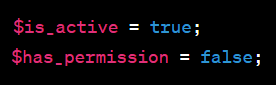 $is_active = true;
$has_permission = false;